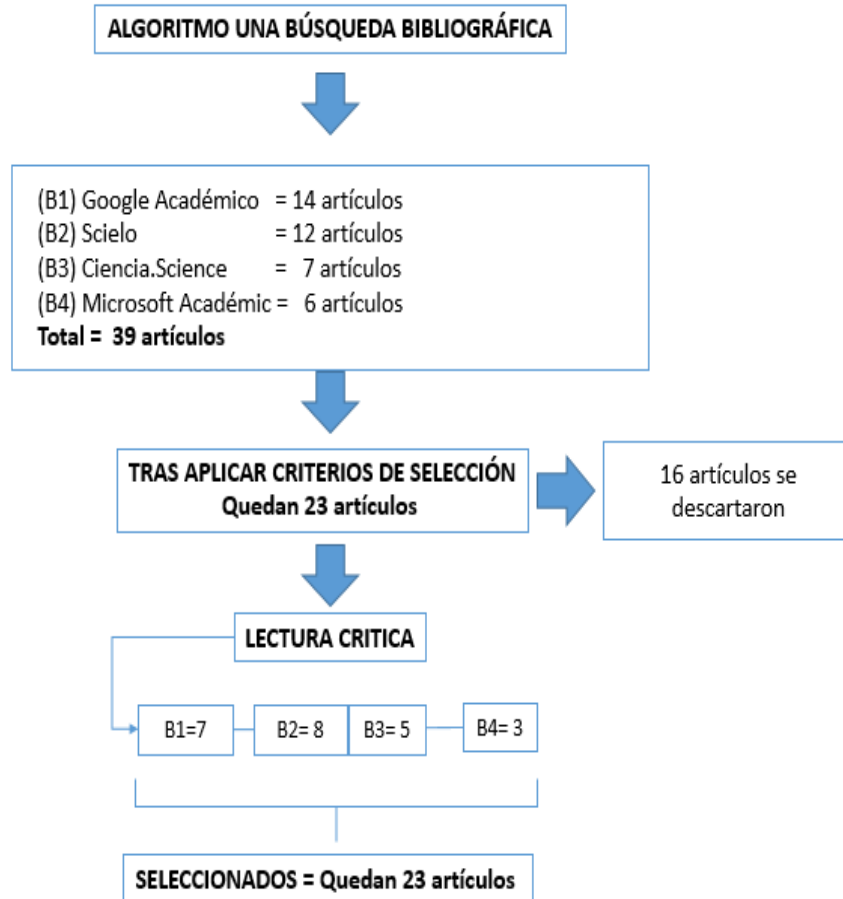 ALGORITMO UNA BÚSQUEDA BIBLIOGRÁFICA
(B1) Google Académico = 14 artículos
(B2) Scielo = 12 artículos
(B3) Ciencia.Science = 7 artículos
(B4) Microsoft Académic = 6 artículos
Total = 39 artículos
TRAS APLICAR CRITERIOS DE SELECCIÓN
Quedan 23 artículos
16 artículos se
descartaron
LECTURA CRITICA
B1=7
B2= 8
B3= 5
B4= 3
SELECCIONADOS = Quedan 23 artículos